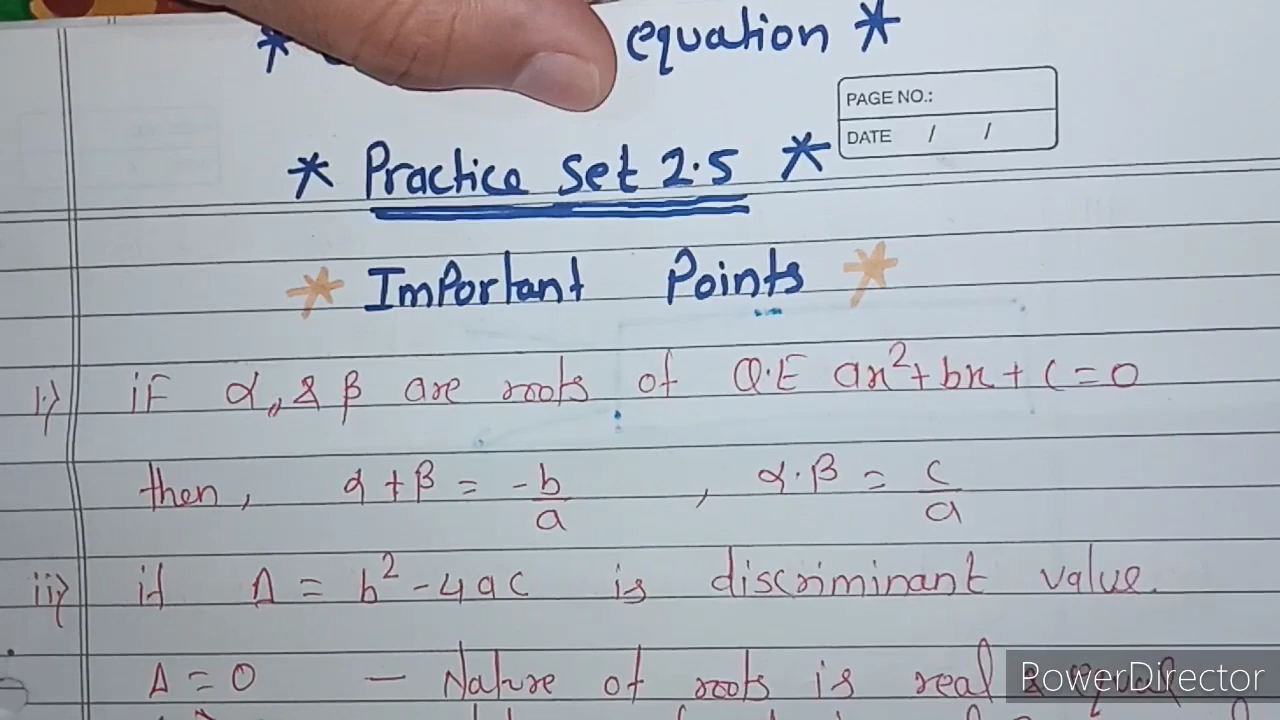 * equation *
PAGE NO.:
DATE / /
* Practice Set 2.5 *
* Important Points *
i) if α, & β are roots of Q.E ax²+bx+c=0
then, α+β = -b/a , α.β = c/a
ii) if Δ = b²-4ac is discriminant value.
Δ=0 — Nature of roots is real & equal
PowerDirector